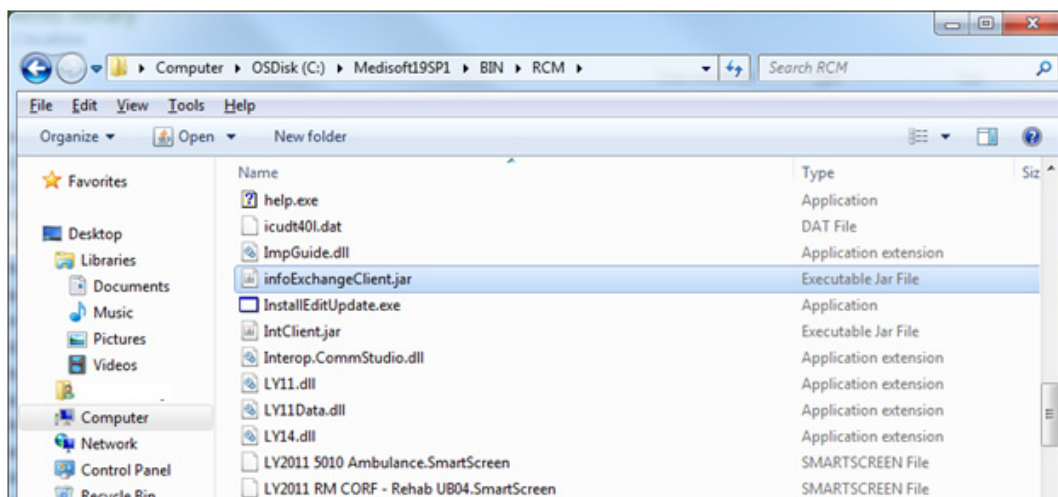 Computer ▸ OSDisk (C:) ▸ Medisoft19SP1 ▸ BIN ▸ RCM ▸ Search RCM
File Edit View Tools Help
Organize Open New folder
Name Type Siz
Favorites
Desktop
Libraries
Documents
Music
Pictures
Videos
Computer
Network
Control Panel
Recycle Bin
help.exe Application
icudt40l.dat DAT File
ImpGuide.dll Application extension
infoExchangeClient.jar Executable Jar File
InstallEditUpdate.exe Application
IntClient.jar Executable Jar File
Interop.CommStudio.dll Application extension
LY11.dll Application extension
LY11Data.dll Application extension
LY14.dll Application extension
LY2011 5010 Ambulance.SmartScreen SMARTSCREEN File
LY2011 RM CORF - Rehab UB04.SmartScreen SMARTSCREEN File